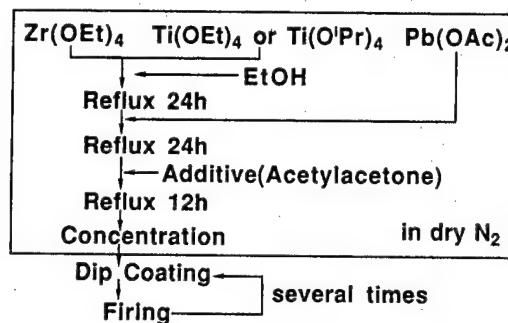 Zr(OEt)4 Ti(OEt)4 or Ti(OⁱPr)4 Pb(OAc)2
EtOH
Reflux 24h
Reflux 24h
Additive(Acetylacetone)
Reflux 12h
Concentration in dry N2
Dip Coating
several times
Firing